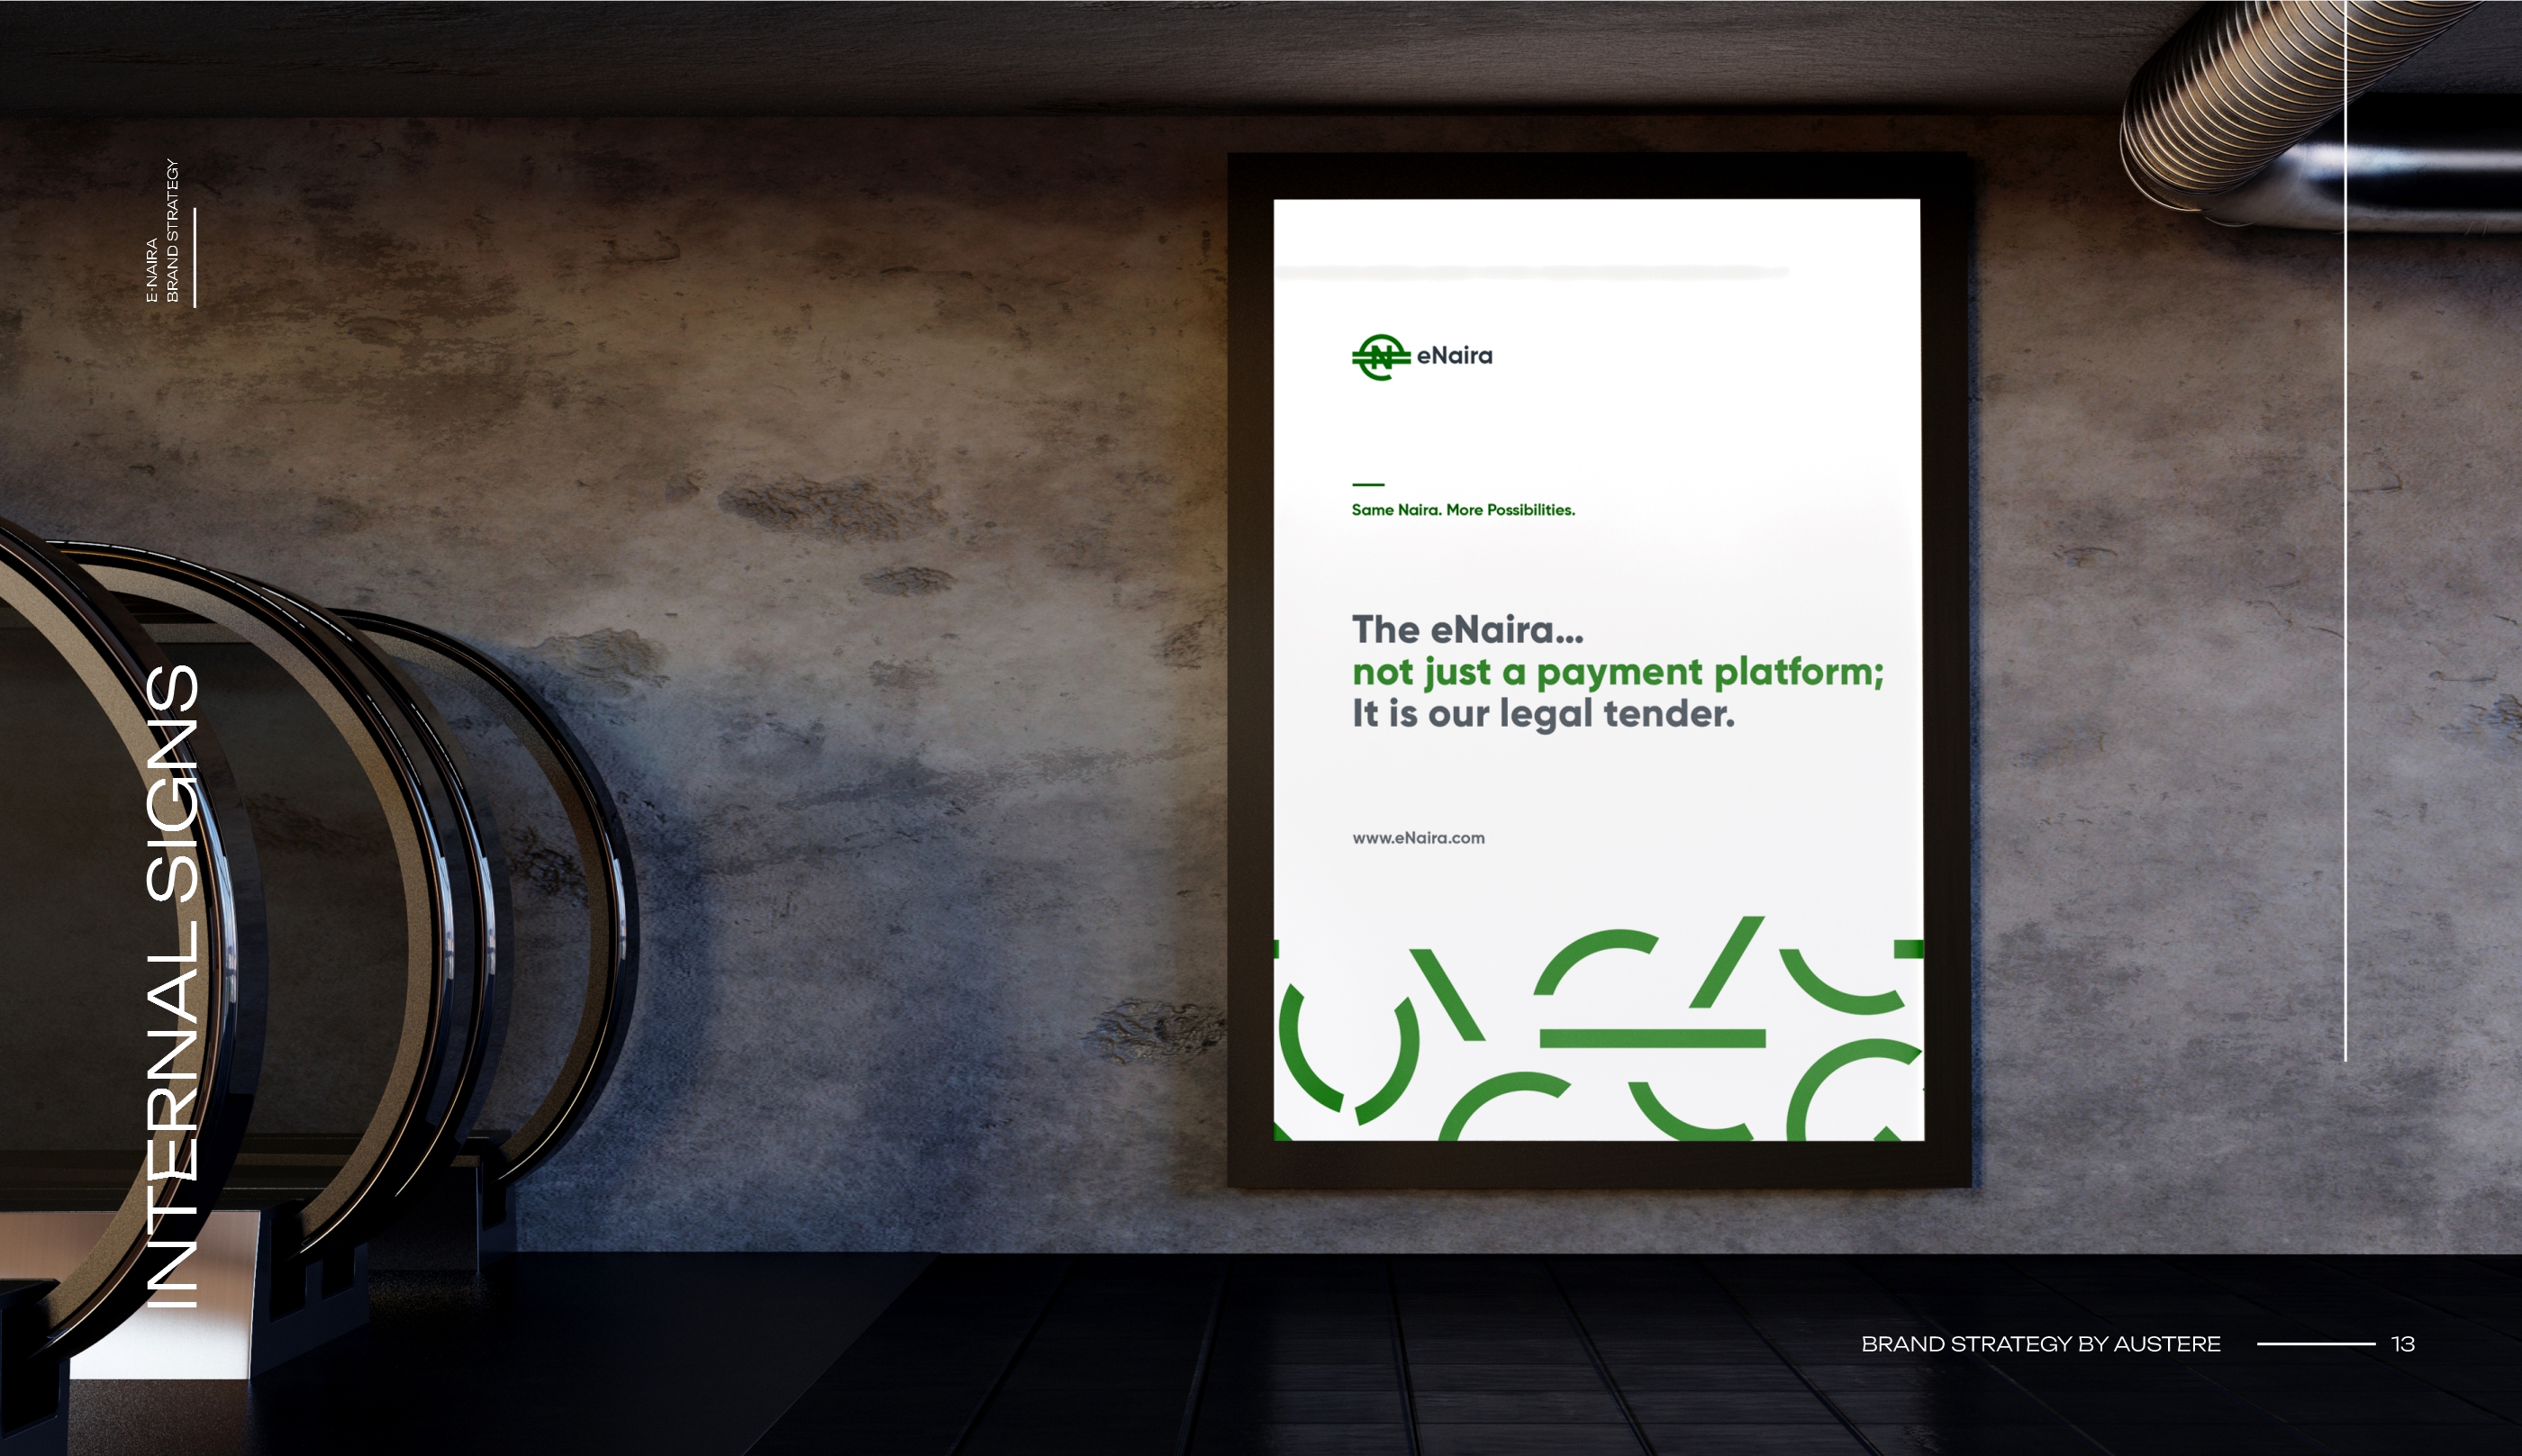 E-NAIRA
BRAND STRATEGY
INTERNAL SIGNS
eNaira
Same Naira. More Possibilities.
The eNaira...
not just a payment platform;
It is our legal tender.
www.eNaira.com
BRAND STRATEGY BY AUSTERE
13